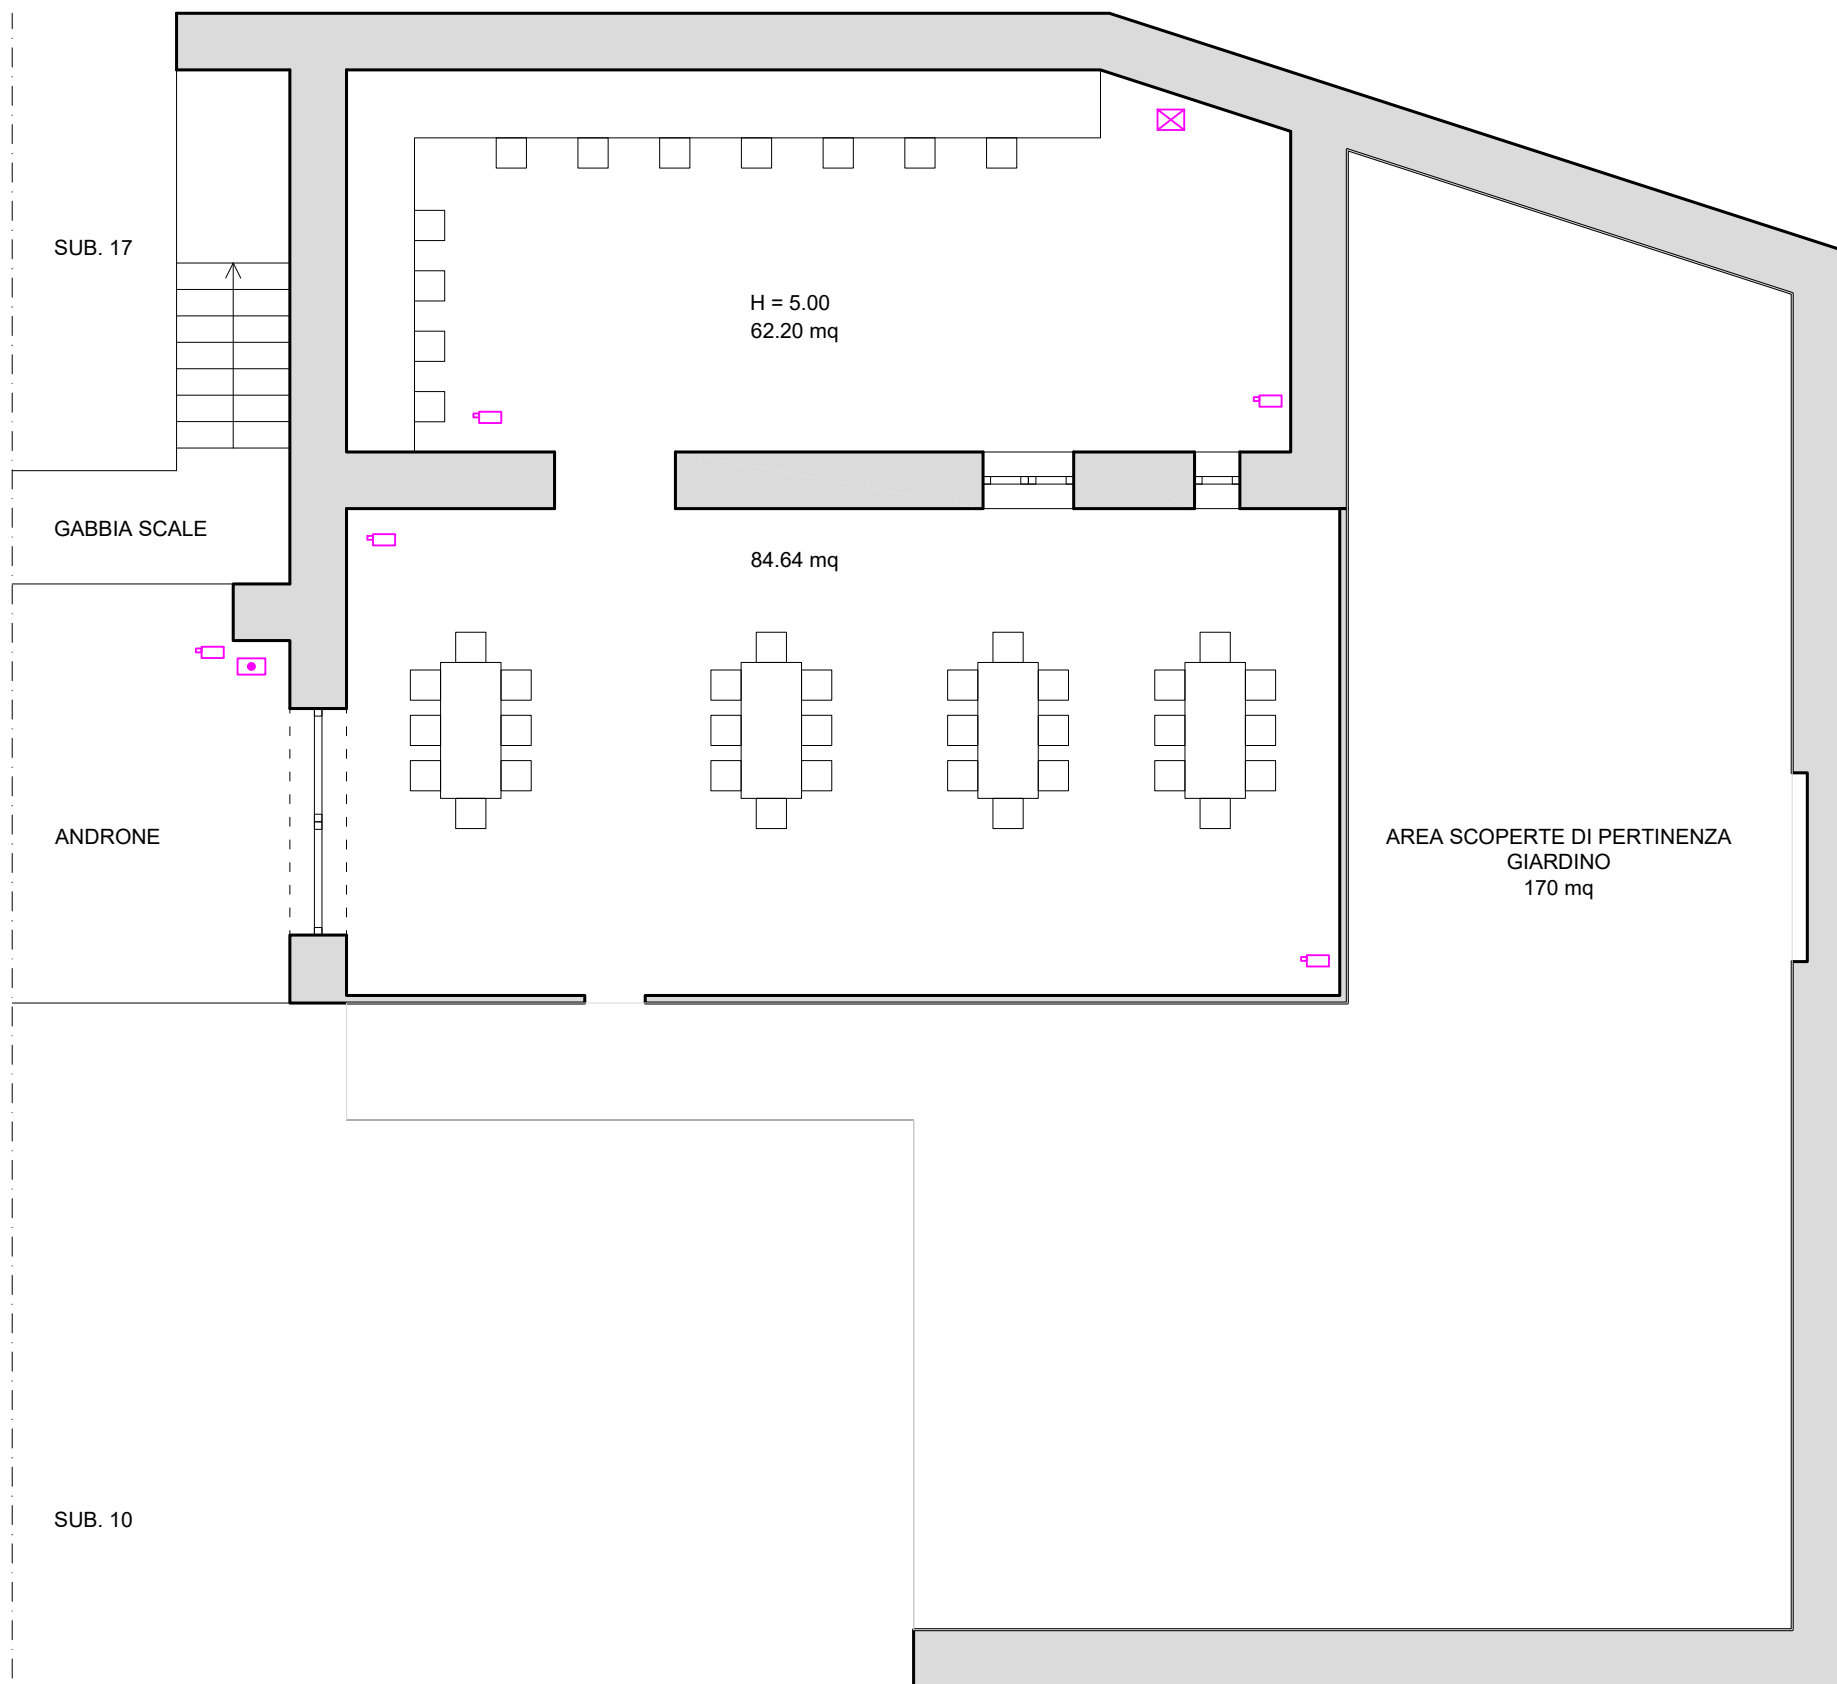 SUB. 17
H = 5.00
62.20 mq
GABBIA SCALE
84.64 mq
ANDRONE
AREA SCOPERTE DI PERTINENZA
GIARDINO
170 mq
SUB. 10